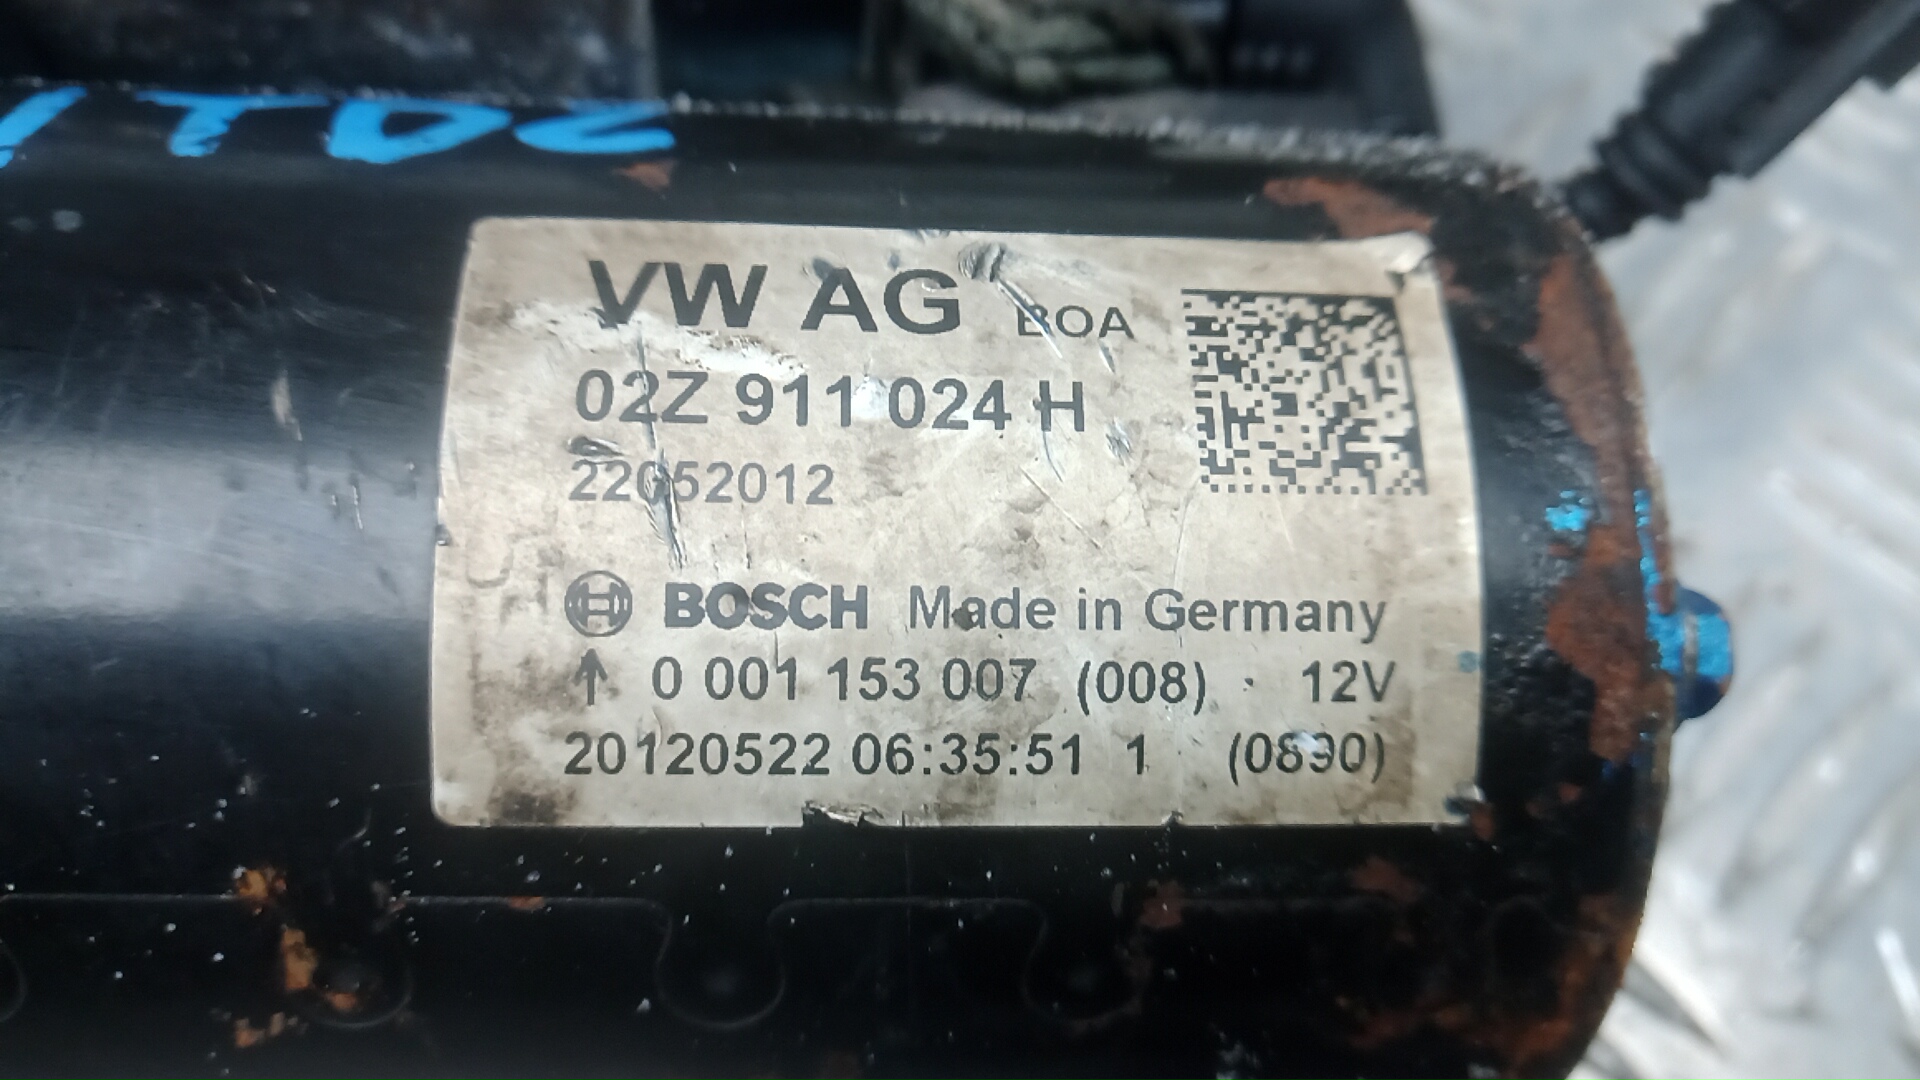 TDZ
VW AG BOA
02Z 911 024 H
22052012
BOSCH Made in Germany
↑ 0 001 153 007 (008) 12V
20120522 06:35:51 1 (0890)